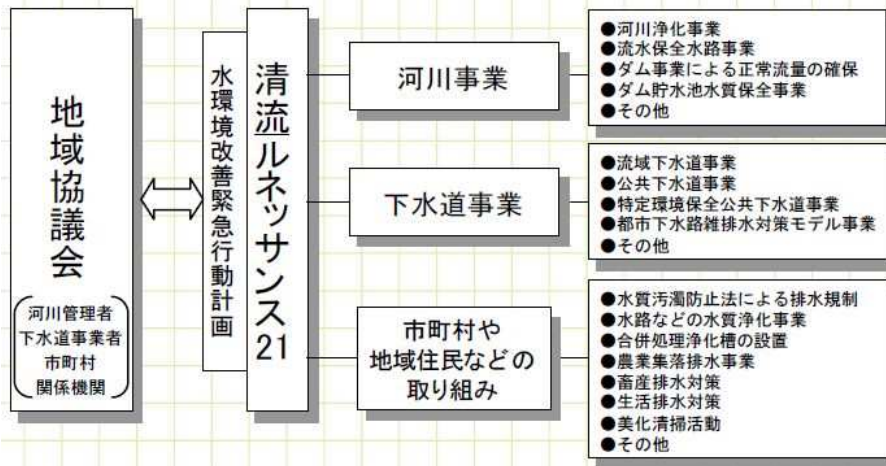 地域協議会
河川管理者
下水道事業者
市町村
関係機関
水環境改善緊急行動計画
清流ルネッサンス21
河川事業
●河川浄化事業
●流水保全水路事業
●ダム事業による正常流量の確保
●ダム貯水池水質保全事業
●その他
下水道事業
●流域下水道事業
●公共下水道事業
●特定環境保全公共下水道事業
●都市下水路雑排水対策モデル事業
●その他
市町村や
地域住民などの
取り組み
●水質汚濁防止法による排水規制
●水路などの水質浄化事業
●合併処理浄化槽の設置
●農業集落排水事業
●畜産排水対策
●生活排水対策
●美化清掃活動
●その他